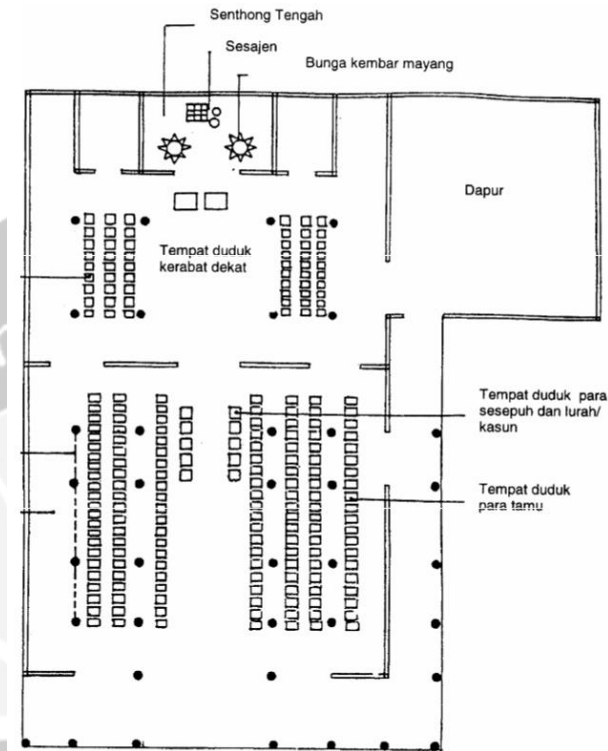 Senthong Tengah
Sesajen
Bunga kembar mayang
Dapur
Tempat duduk
kerabat dekat
Tempat duduk para
sesepuh dan lurah/
kasun
Tempat duduk
para tamu